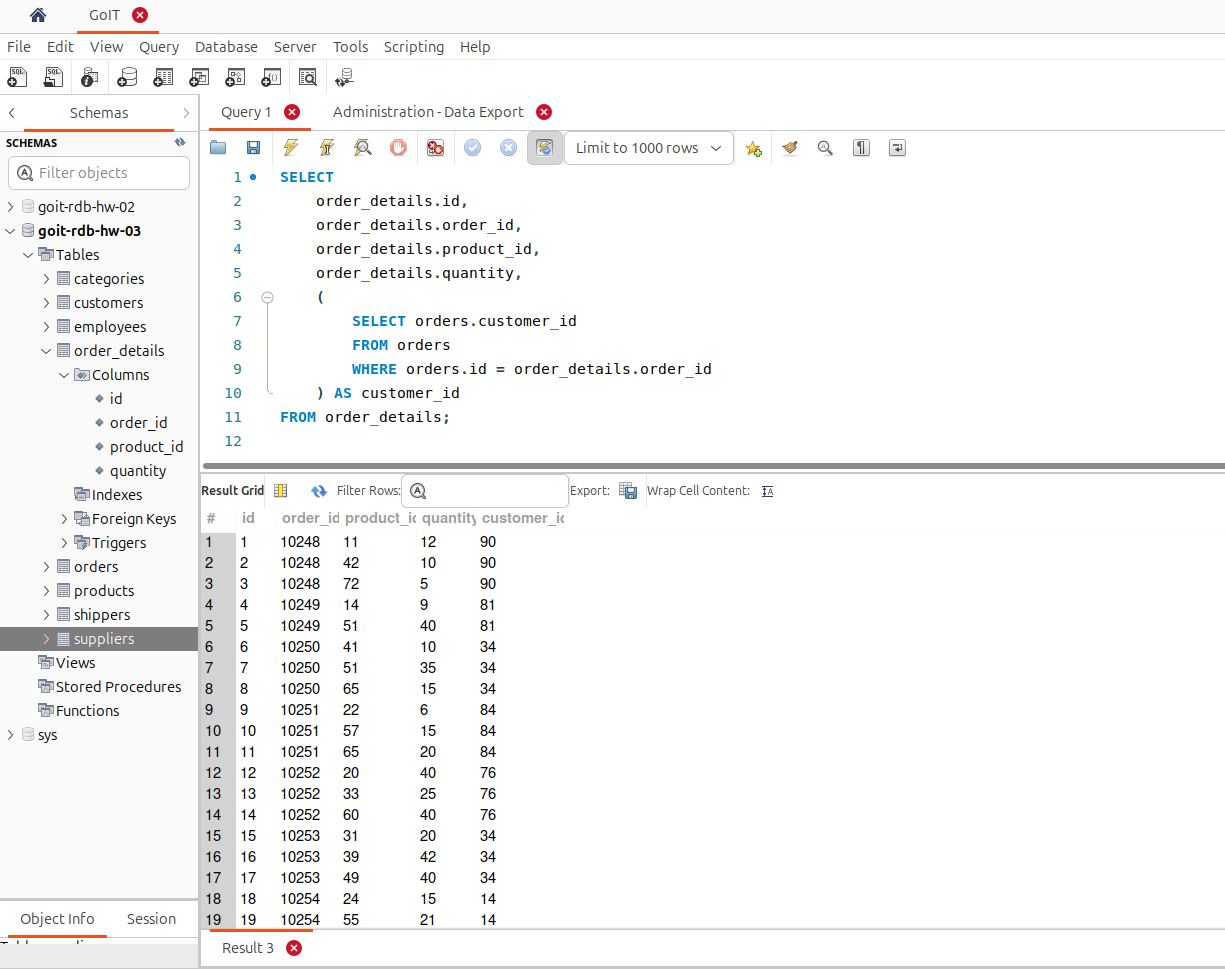 GoIT
File Edit View Query Database Server Tools Scripting Help
Schemas
Query 1 Administration - Data Export
SCHEMAS
Filter objects
Limit to 1000 rows
goit-rdb-hw-02
goit-rdb-hw-03
Tables
categories
customers
employees
order_details
Columns
id
order_id
product_id
quantity
Indexes
Foreign Keys
Triggers
orders
products
shippers
suppliers
Views
Stored Procedures
Functions
sys
Object Info Session
1 SELECT
2 order_details.id,
3 order_details.order_id,
4 order_details.product_id,
5 order_details.quantity,
6 (
7 SELECT orders.customer_id
8 FROM orders
9 WHERE orders.id = order_details.order_id
10 ) AS customer_id
11 FROM order_details;
12
Result Grid Filter Rows: Export: Wrap Cell Content:
# id order_id product_id quantity customer_id
1 1 10248 11 12 90
2 2 10248 42 10 90
3 3 10248 72 5 90
4 4 10249 14 9 81
5 5 10249 51 40 81
6 6 10250 41 10 34
7 7 10250 51 35 34
8 8 10250 65 15 34
9 9 10251 22 6 84
10 10 10251 57 15 84
11 11 10251 65 20 84
12 12 10252 20 40 76
13 13 10252 33 25 76
14 14 10252 60 40 76
15 15 10253 31 20 34
16 16 10253 39 42 34
17 17 10253 49 40 34
18 18 10254 24 15 14
19 19 10254 55 21 14
Result 3